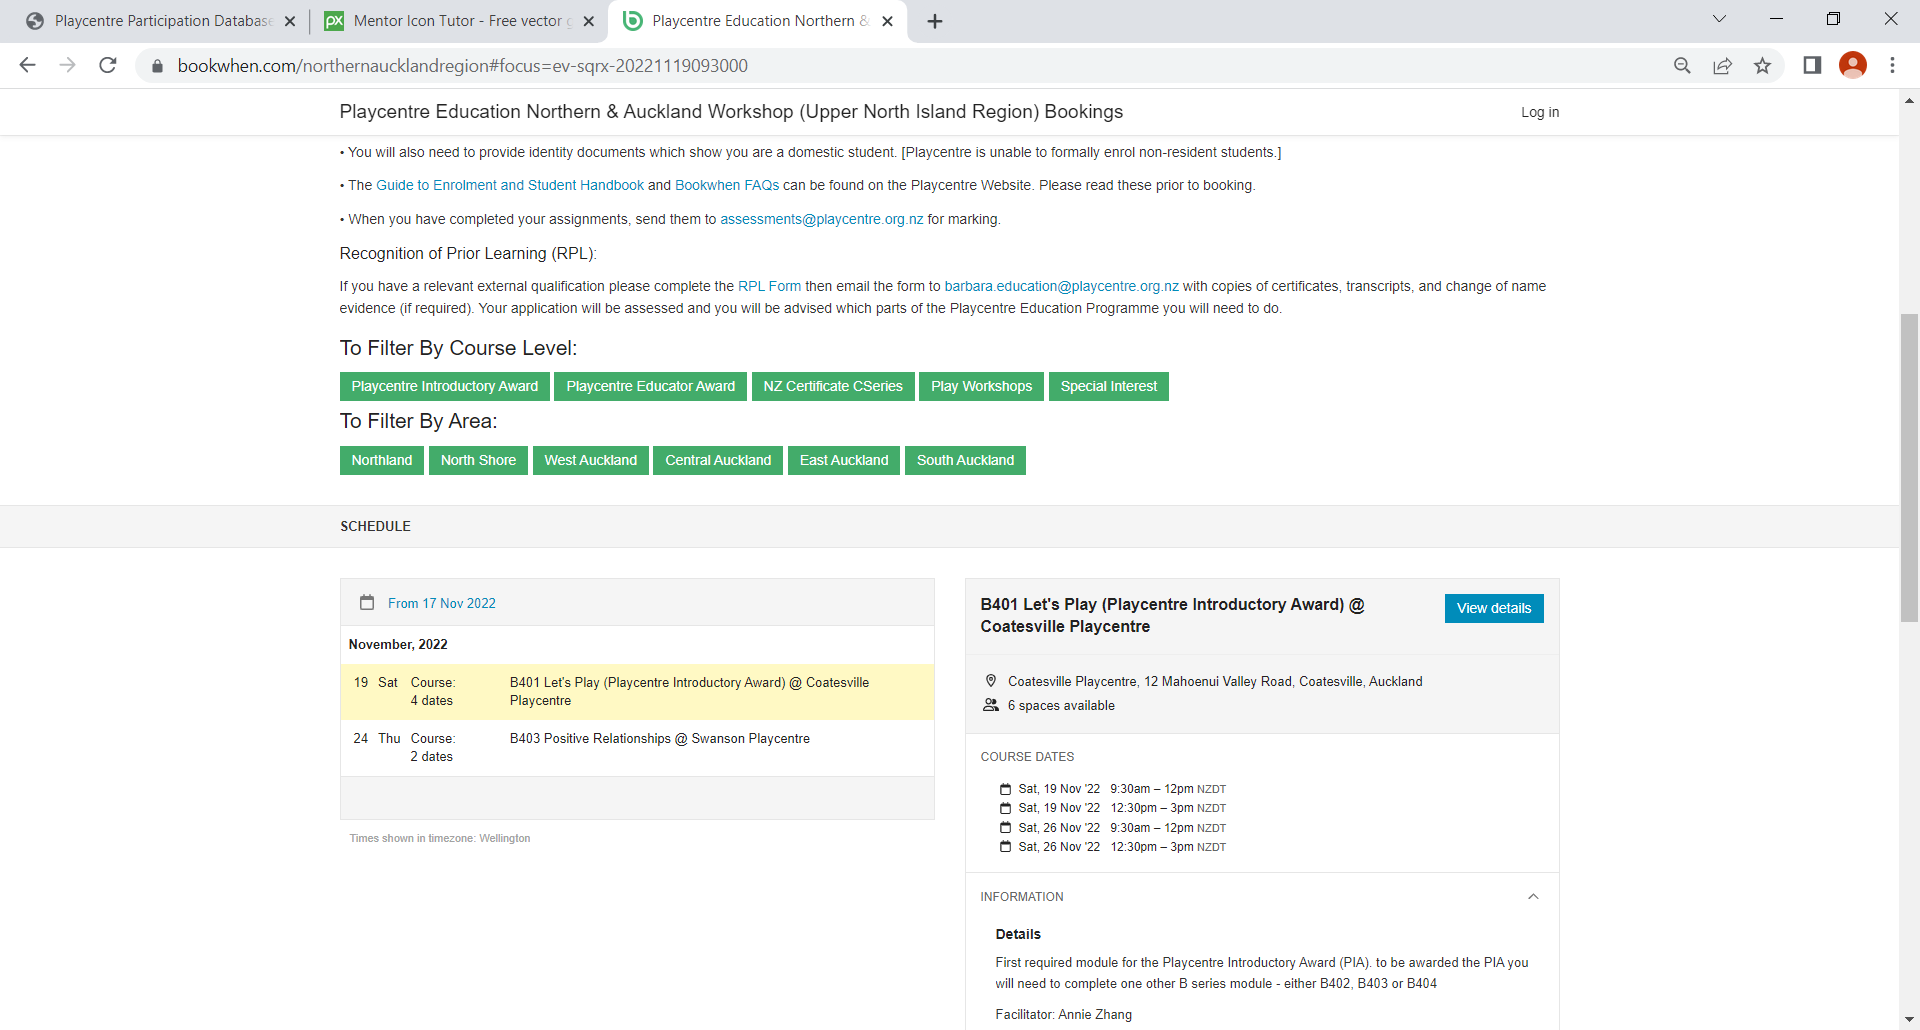 Playcentre Participation Database
Mentor Icon Tutor - Free vector g
Playcentre Education Northern &
bookwhen.com/northernaucklandregion#focus=ev-sqrx-20221119093000
Playcentre Education Northern & Auckland Workshop (Upper North Island Region) Bookings
Log in
• You will also need to provide identity documents which show you are a domestic student. [Playcentre is unable to formally enrol non-resident students.]
• The Guide to Enrolment and Student Handbook and Bookwhen FAQs can be found on the Playcentre Website. Please read these prior to booking.
• When you have completed your assignments, send them to assessments@playcentre.org.nz for marking.
Recognition of Prior Learning (RPL):
If you have a relevant external qualification please complete the RPL Form then email the form to barbara.education@playcentre.org.nz with copies of certificates, transcripts, and change of name
evidence (if required). Your application will be assessed and you will be advised which parts of the Playcentre Education Programme you will need to do.
To Filter By Course Level:
Playcentre Introductory Award Playcentre Educator Award NZ Certificate CSeries Play Workshops Special Interest
To Filter By Area:
Northland North Shore West Auckland Central Auckland East Auckland South Auckland
SCHEDULE
From 17 Nov 2022
November, 2022
19 Sat Course: B401 Let's Play (Playcentre Introductory Award) @ Coatesville
4 dates Playcentre
24 Thu Course: B403 Positive Relationships @ Swanson Playcentre
2 dates
Times shown in timezone: Wellington
B401 Let's Play (Playcentre Introductory Award) @
Coatesville Playcentre
View details
Coatesville Playcentre, 12 Mahoenui Valley Road, Coatesville, Auckland
6 spaces available
COURSE DATES
Sat, 19 Nov '22 9:30am – 12pm NZDT
Sat, 19 Nov '22 12:30pm – 3pm NZDT
Sat, 26 Nov '22 9:30am – 12pm NZDT
Sat, 26 Nov '22 12:30pm – 3pm NZDT
INFORMATION
Details
First required module for the Playcentre Introductory Award (PIA). to be awarded the PIA you
will need to complete one other B series module - either B402, B403 or B404
Facilitator: Annie Zhang